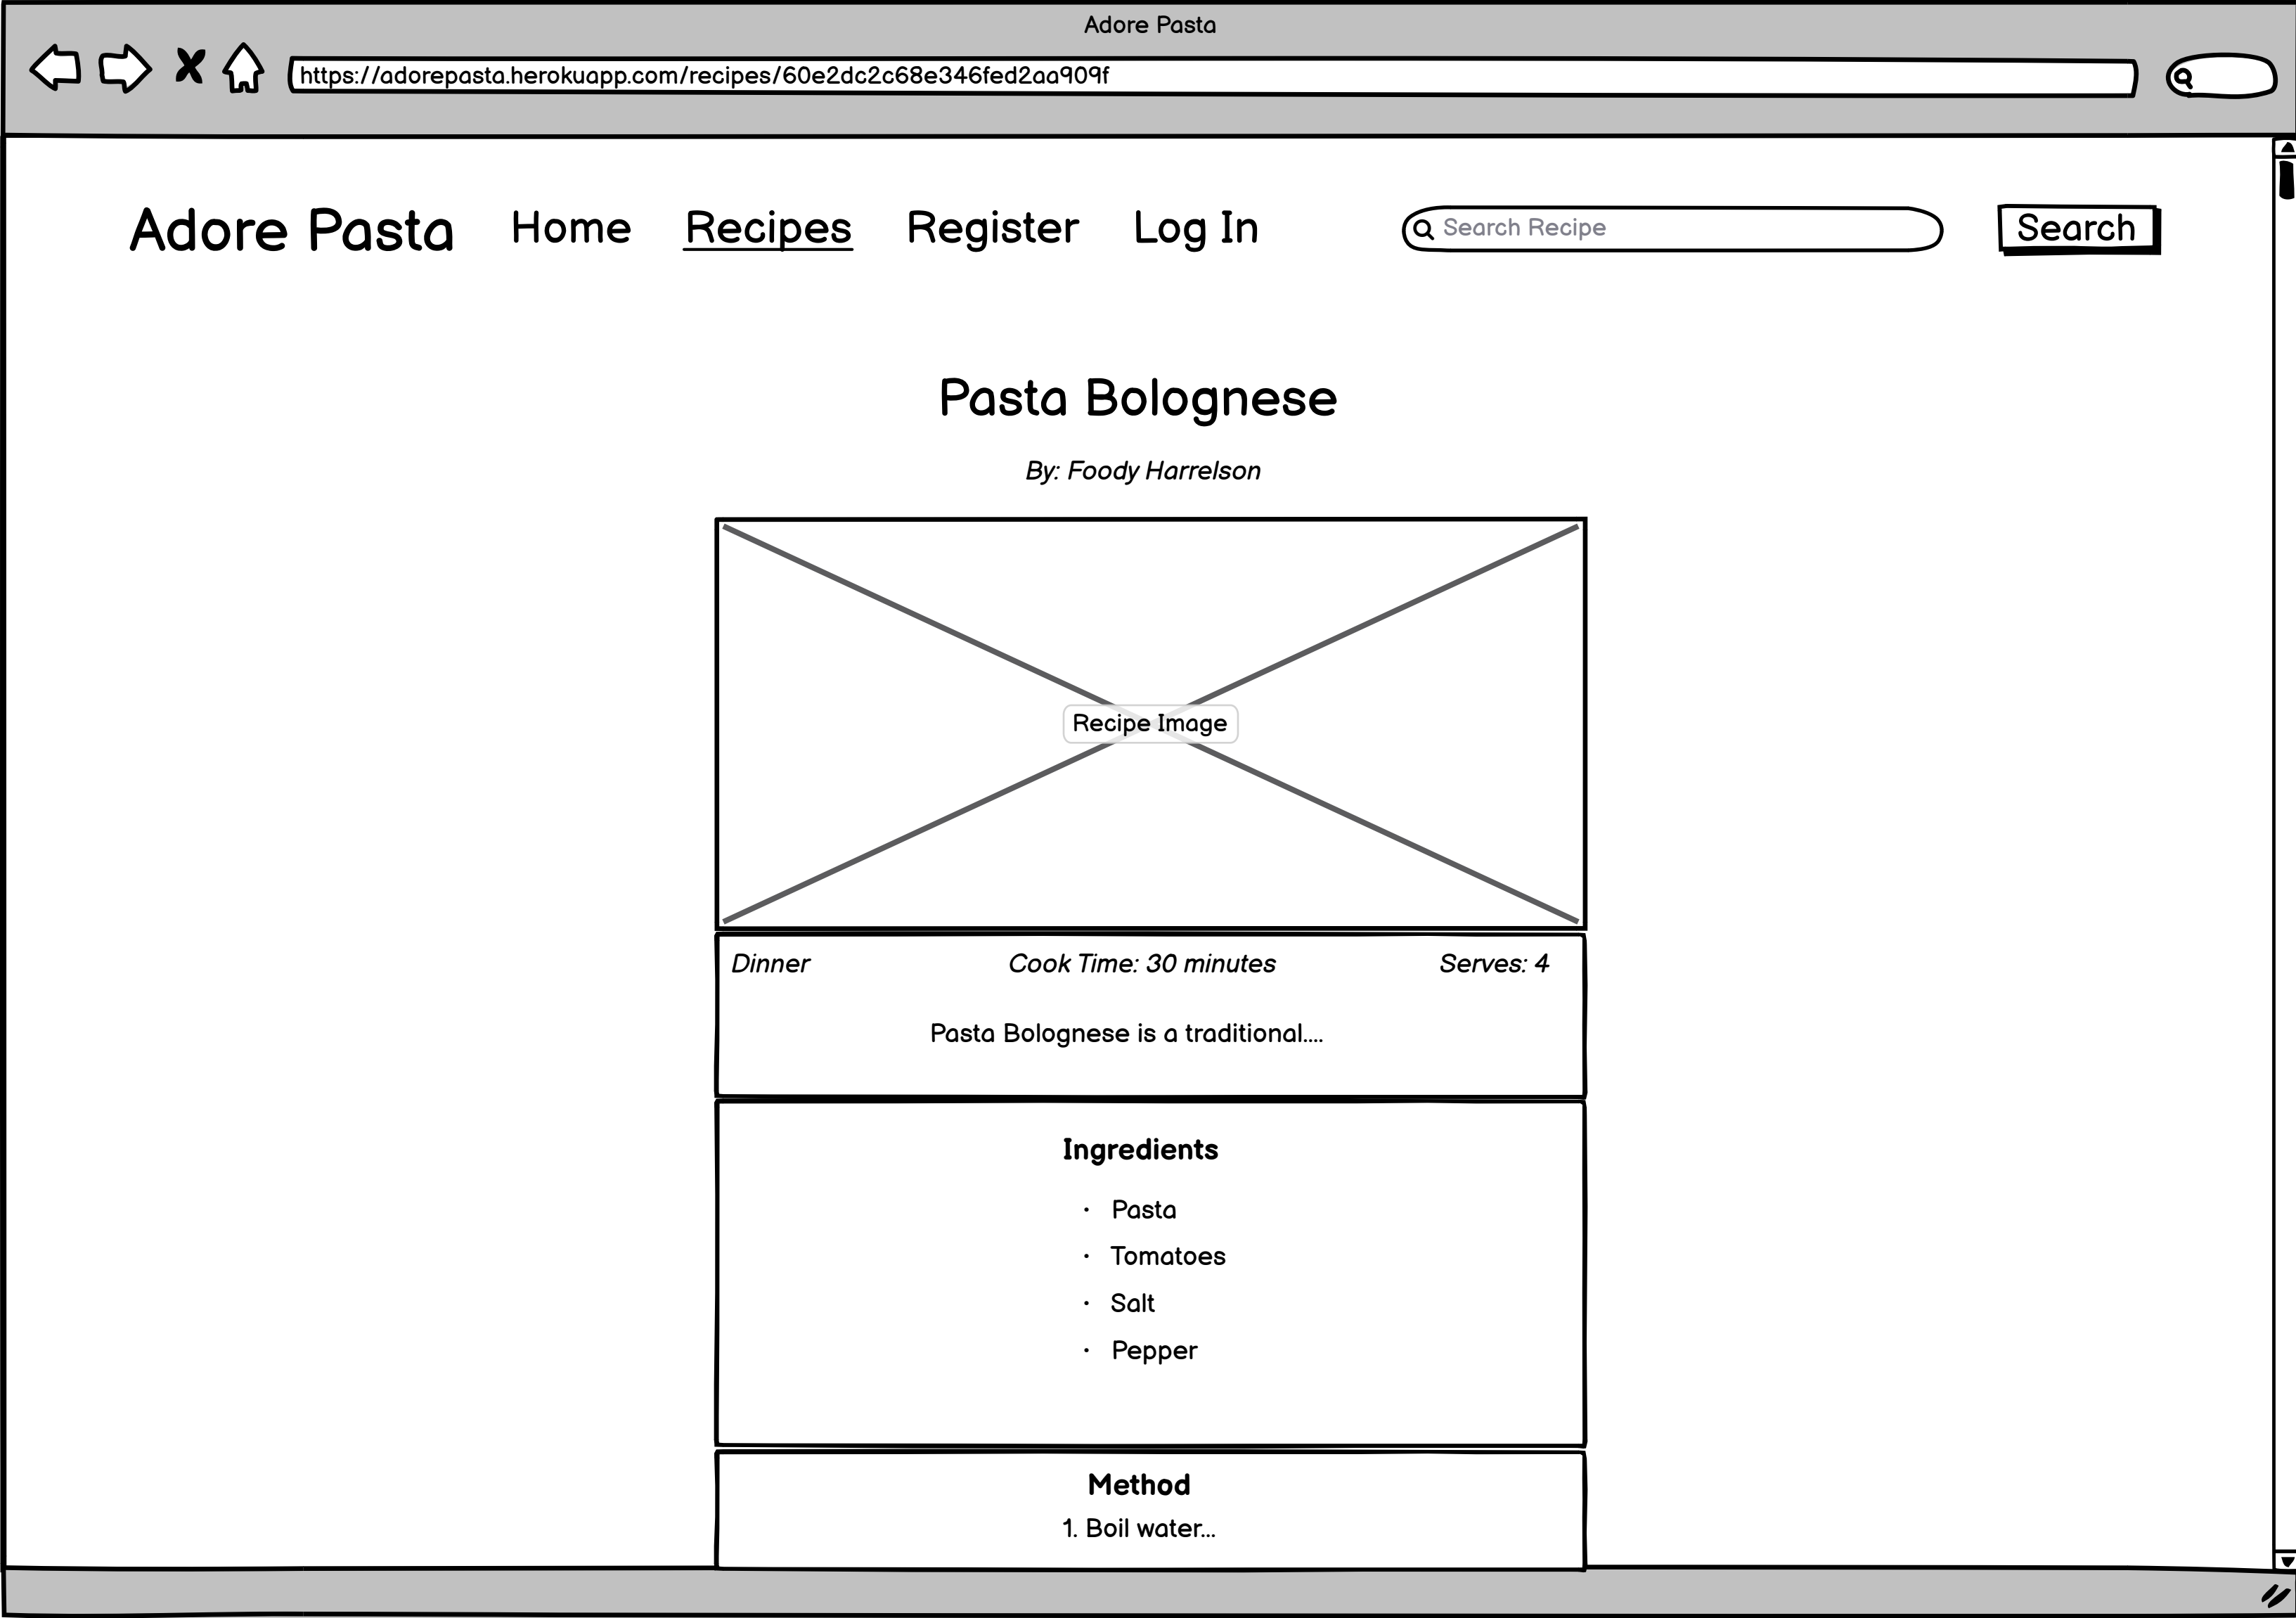 Adore Pasta
https://adorepasta.herokuapp.com/recipes/60e2dc2c68e346fed2aa909f
Adore Pasta Home Recipes Register Log In Search Recipe Search
Pasta Bolognese
By: Foody Harrelson
Recipe Image
Dinner Cook Time: 30 minutes Serves: 4
Pasta Bolognese is a traditional....
Ingredients
• Pasta
• Tomatoes
• Salt
• Pepper
Method
1. Boil water...